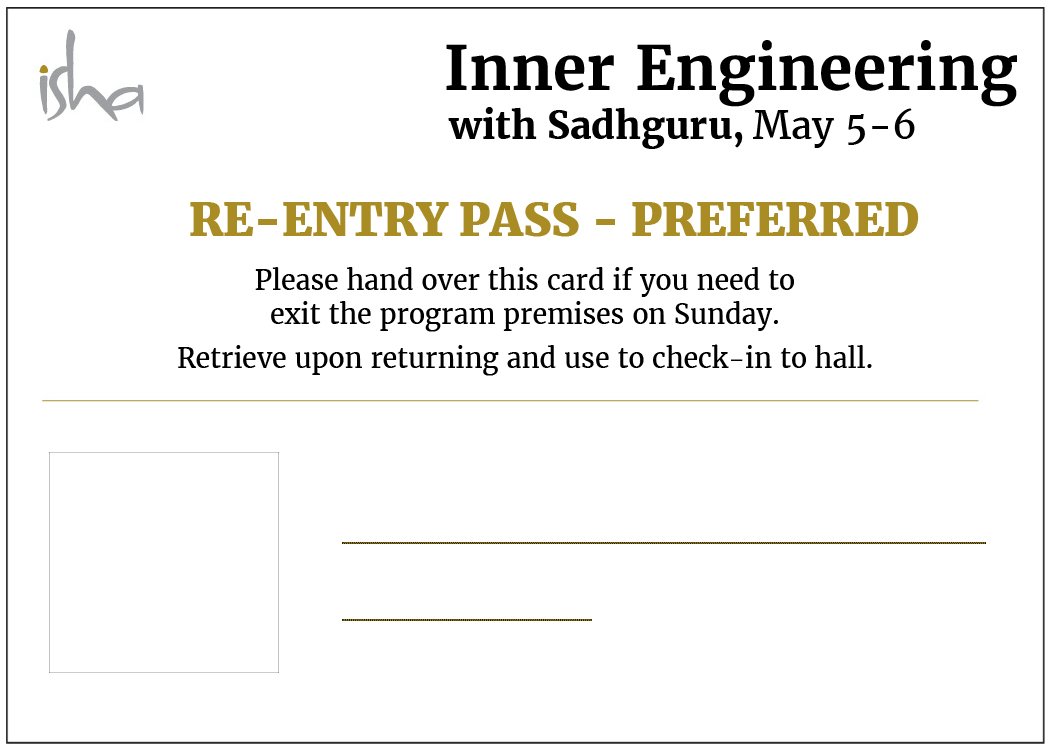 isha
Inner Engineering
with Sadhguru, May 5-6
RE-ENTRY PASS - PREFERRED
Please hand over this card if you need to
exit the program premises on Sunday.
Retrieve upon returning and use to check-in to hall.